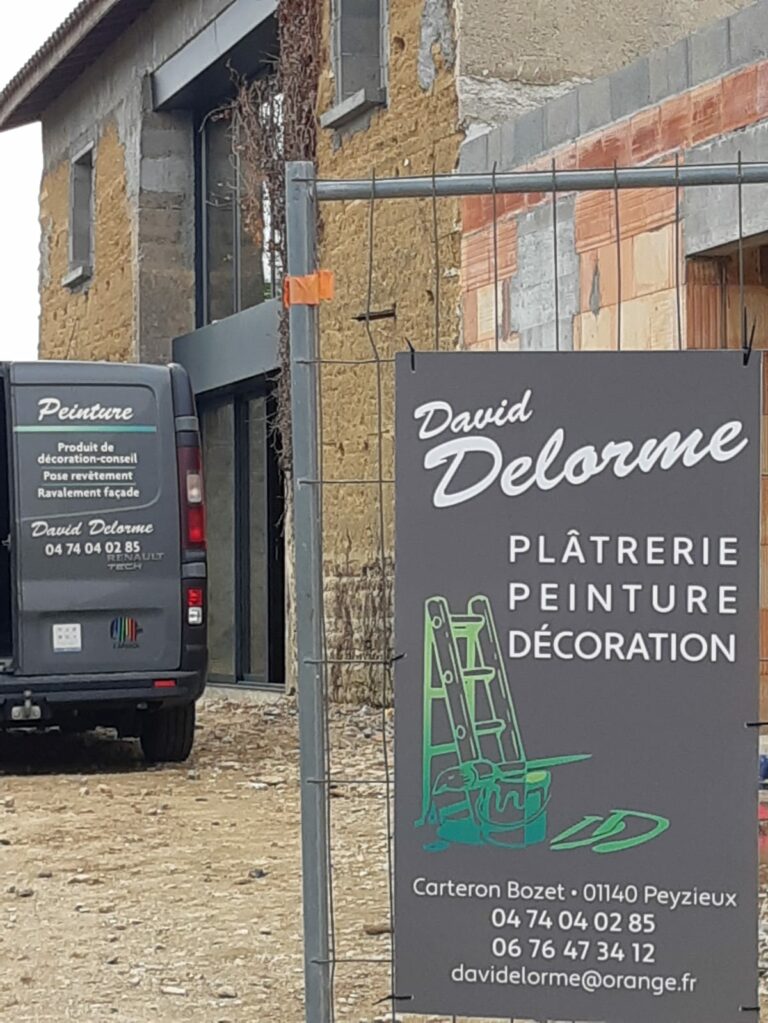 Peinture
Produit de
décoration-conseil
Pose revêtement
Ravalement façade
David Delorme
04 74 04 02 85
RENAULT
TECH
David
Delorme
PLÂTRERIE
PEINTURE
DÉCORATION
Carteron Bozet • 01140 Peyzieux
04 74 04 02 85
06 76 47 34 12
davidelorme@orange.fr